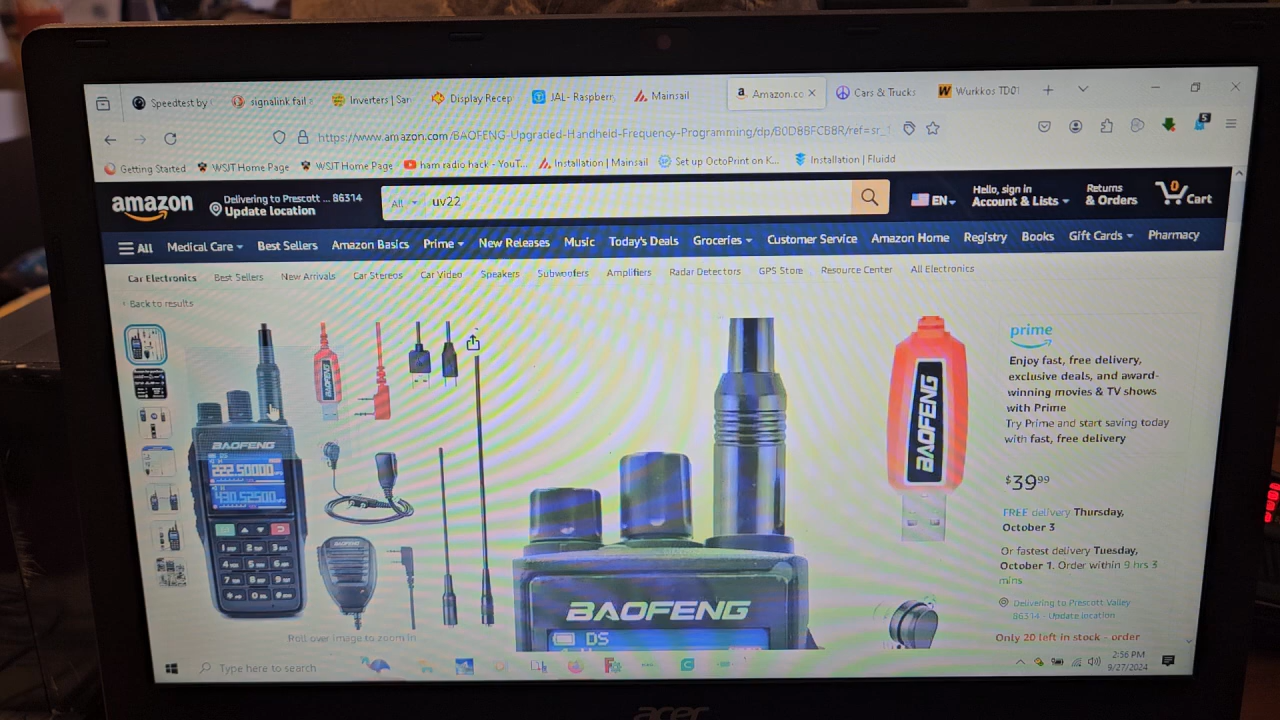 Speedtest by
signalink fail
Inverters | San
Display Recep
JAL- Raspberr
Mainsail
Amazon.co
Cars & Trucks
Wurkkos TD01
https://www.amazon.com/BAOFENG-Upgraded-Handheld-Frequency-Programming/dp/B0D8BFCB8R/ref=sr_1
5
Getting Started
WSJT Home Page
WSJT Home Page
ham radio hack - YouT...
Installation | Mainsail
Set up OctoPrint on K...
Installation | Fluidd
amazon
Delivering to Prescott ... 86314
Update location
All
uv22
EN
Hello, sign in
Account & Lists
Returns
& Orders
0
Cart
All
Medical Care
Best Sellers
Amazon Basics
Prime
New Releases
Music
Today's Deals
Groceries
Customer Service
Amazon Home
Registry
Books
Gift Cards
Pharmacy
Car Electronics
Best Sellers
New Arrivals
Car Stereos
Car Video
Speakers
Subwoofers
Amplifiers
Radar Detectors
GPS Store
Resource Center
All Electronics
‹ Back to results
BAOFENG
DS
222.50000
430.52500
BAOFENG
BAOFENG
DS
BAOFENG
Roll over image to zoom in
prime
Enjoy fast, free delivery,
exclusive deals, and award-
winning movies & TV shows
with Prime
Try Prime and start saving today
with fast, free delivery
$39.99
FREE delivery Thursday,
October 3
Or fastest delivery Tuesday,
October 1. Order within 9 hrs 3
mins
Delivering to Prescott Valley
86314 - Update location
Only 20 left in stock - order
Type here to search
2:56 PM
9/27/2024
acer